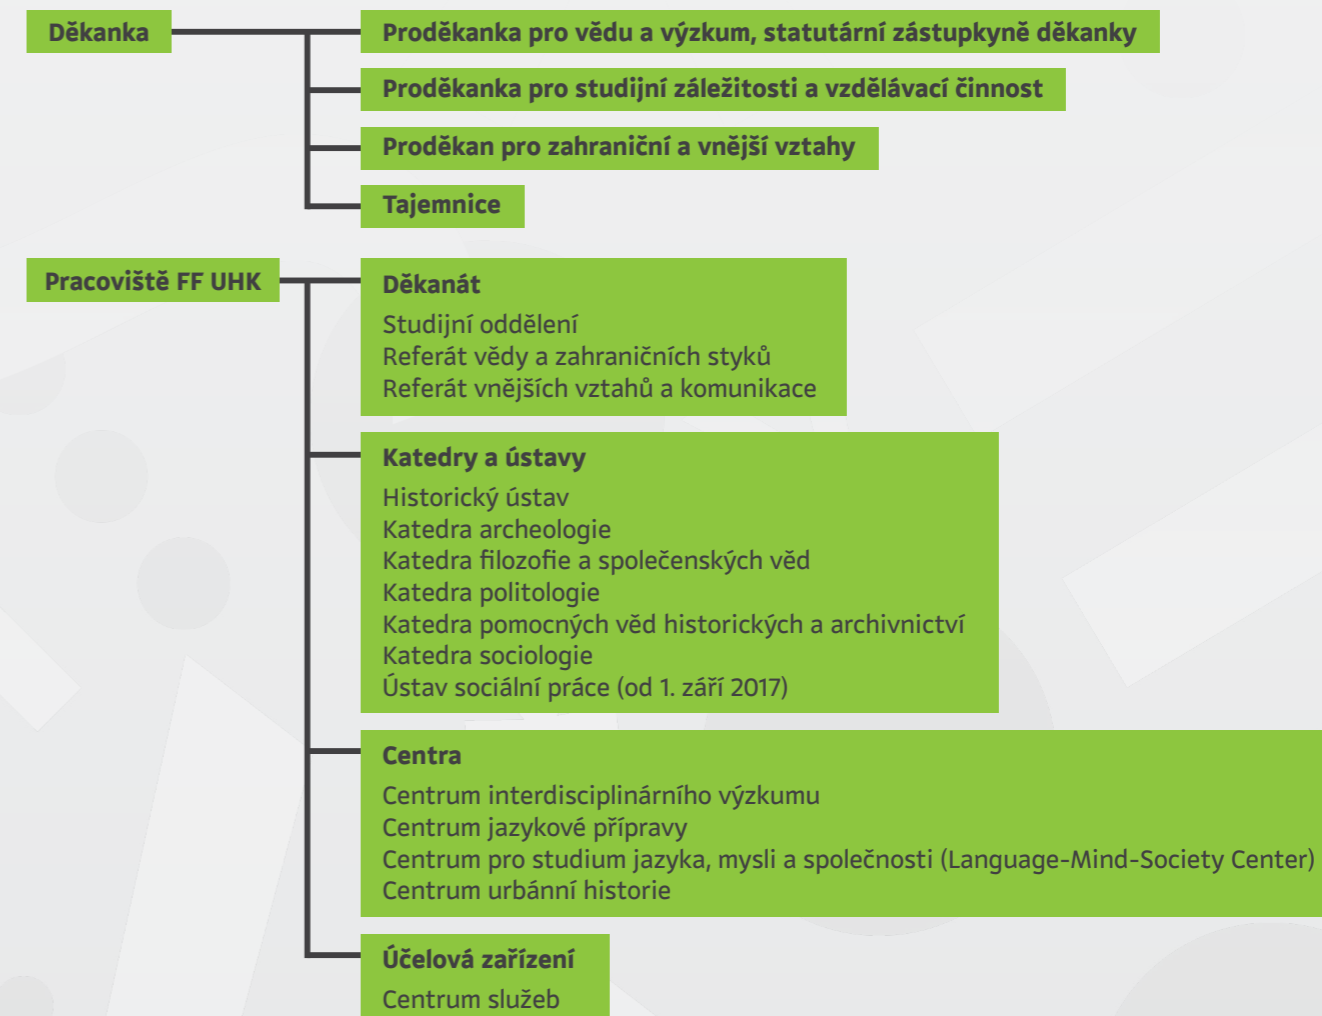 Děkanka
Proděkanka pro vědu a výzkum, statutární zástupkyně děkanky
Proděkanka pro studijní záležitosti a vzdělávací činnost
Proděkan pro zahraniční a vnější vztahy
Tajemnice
Pracoviště FF UHK
Děkanát
Studijní oddělení
Referát vědy a zahraničních styků
Referát vnějších vztahů a komunikace
Katedry a ústavy
Historický ústav
Katedra archeologie
Katedra filozofie a společenských věd
Katedra politologie
Katedra pomocných věd historických a archivnictví
Katedra sociologie
Ústav sociální práce (od 1. září 2017)
Centra
Centrum interdisciplinárního výzkumu
Centrum jazykové přípravy
Centrum pro studium jazyka, mysli a společnosti (Language-Mind-Society Center)
Centrum urbánní historie
Účelová zařízení
Centrum služeb